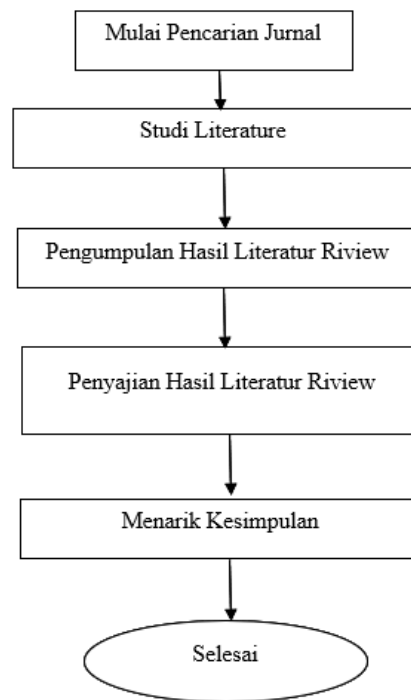 Mulai Pencarian Jurnal
Studi Literature
Pengumpulan Hasil Literatur Riview
Penyajian Hasil Literatur Riview
Menarik Kesimpulan
Selesai